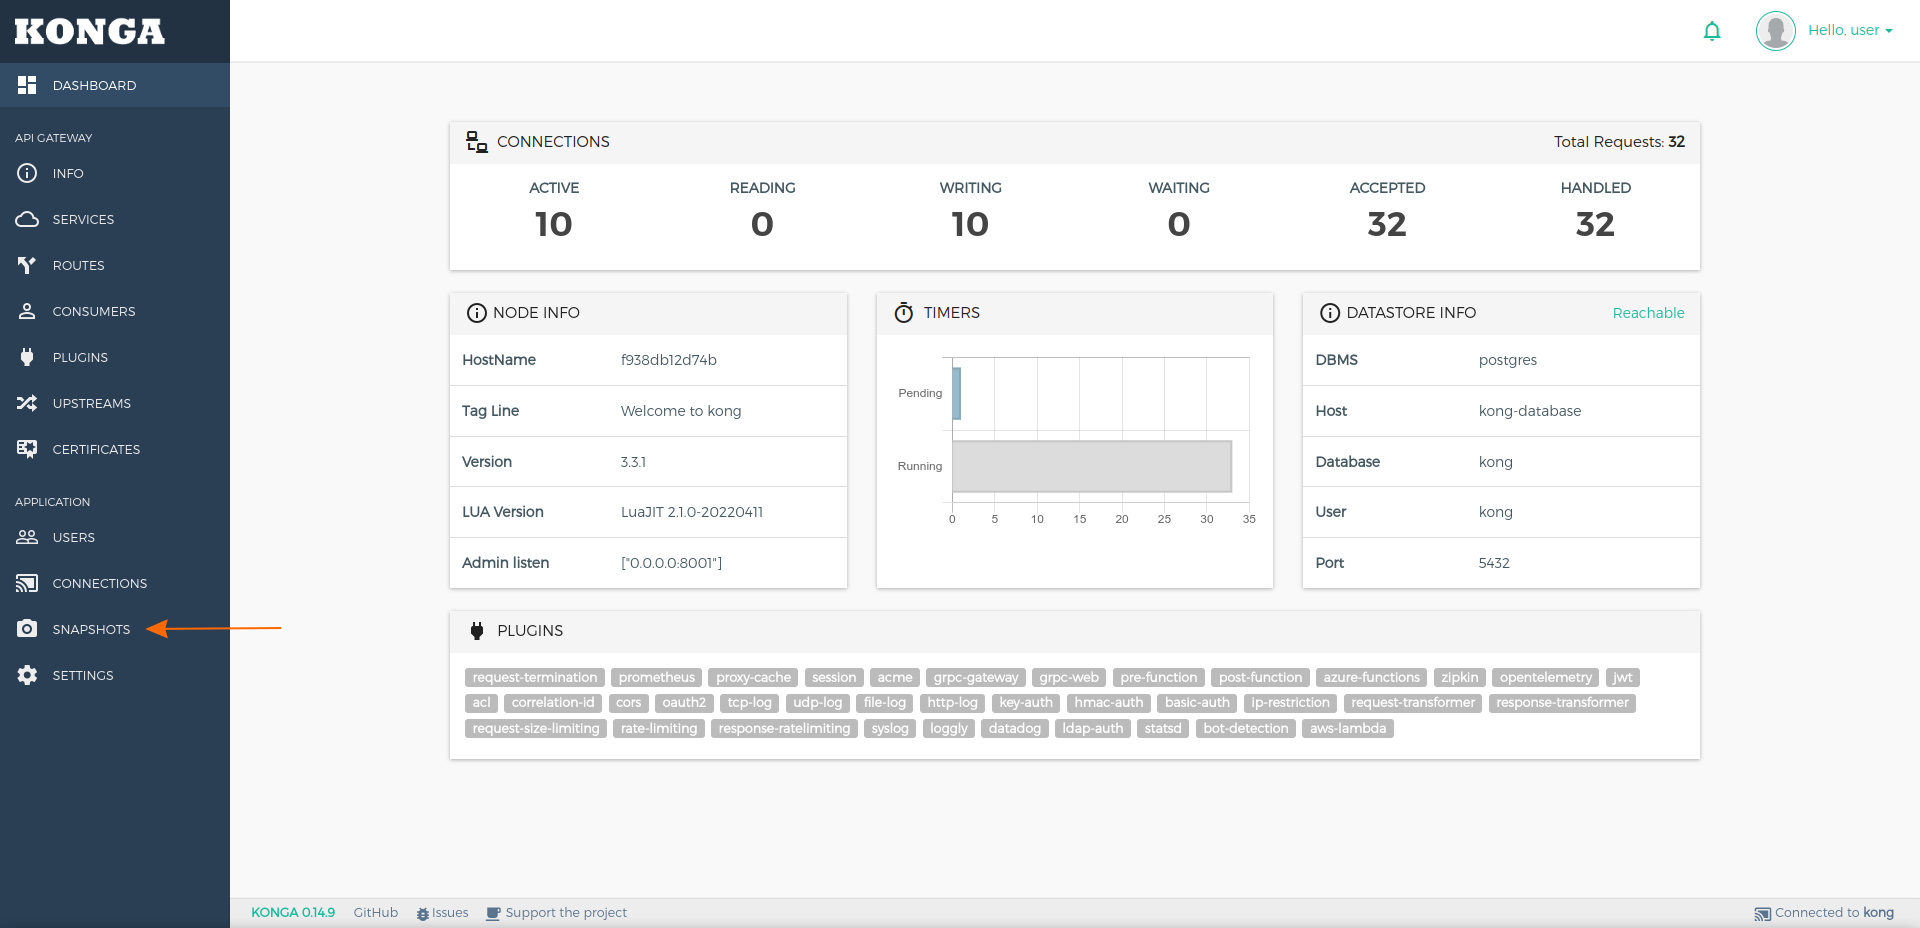 KONGA
Hello, user
DASHBOARD
API GATEWAY
INFO
SERVICES
ROUTES
CONSUMERS
PLUGINS
UPSTREAMS
CERTIFICATES
APPLICATION
USERS
CONNECTIONS
SNAPSHOTS
SETTINGS
CONNECTIONS Total Requests: 32
ACTIVE READING WRITING WAITING ACCEPTED HANDLED
10 0 10 0 32 32
NODE INFO
HostName f938db12d74b
Tag Line Welcome to kong
Version 3.3.1
LUA Version LuaJIT 2.1.0-20220411
Admin listen ["0.0.0.0:8001"]
TIMERS
Pending
Running
0 5 10 15 20 25 30 35
DATASTORE INFO Reachable
DBMS postgres
Host kong-database
Database kong
User kong
Port 5432
PLUGINS
request-termination prometheus proxy-cache session acme grpc-gateway grpc-web pre-function post-function azure-functions zipkin opentelemetry jwt
acl correlation-id cors oauth2 tcp-log udp-log file-log http-log key-auth hmac-auth basic-auth ip-restriction request-transformer response-transformer
request-size-limiting rate-limiting response-ratelimiting syslog loggly datadog ldap-auth statsd bot-detection aws-lambda
KONGA 0.14.9 GitHub Issues Support the project Connected to kong